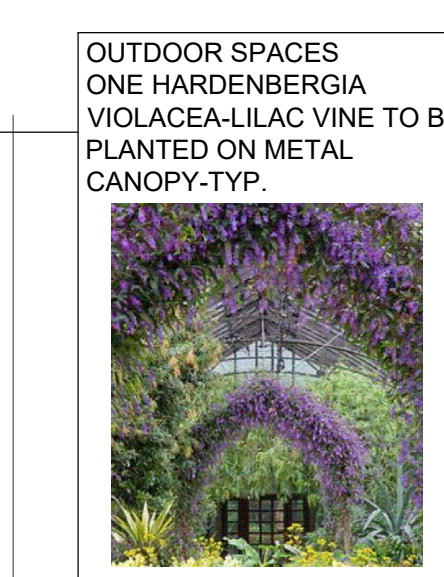 OUTDOOR SPACES
ONE HARDENBERGIA
VIOLACEA-LILAC VINE TO B
PLANTED ON METAL
CANOPY-TYP.